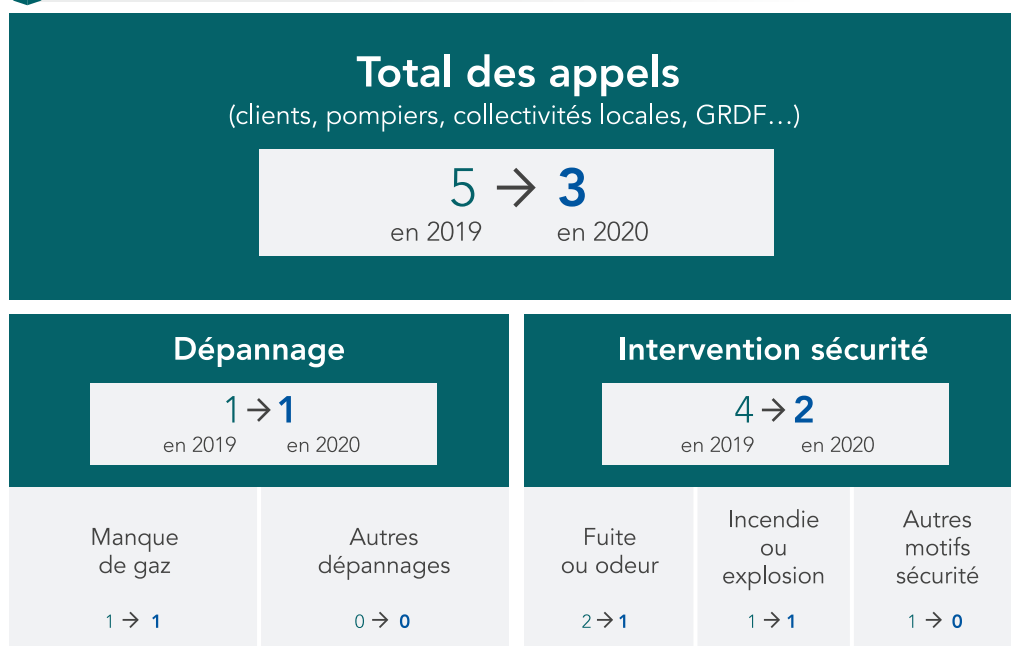 Total des appels
(clients, pompiers, collectivités locales, GRDF...)
5 → 3
en 2019 en 2020
Dépannage
1 → 1
en 2019 en 2020
Manque
de gaz
1 → 1
Autres
dépannages
0 → 0
Intervention sécurité
4 → 2
en 2019 en 2020
Fuite
ou odeur
2 → 1
Incendie
ou
explosion
1 → 1
Autres
motifs
sécurité
1 → 0